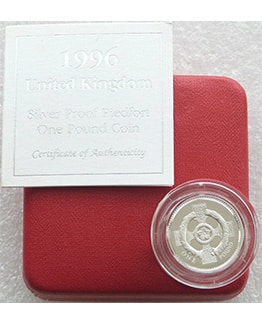 1996
United Kingdom
Silver Proof Piedfort
One Pound Coin
Certificate of Authenticity